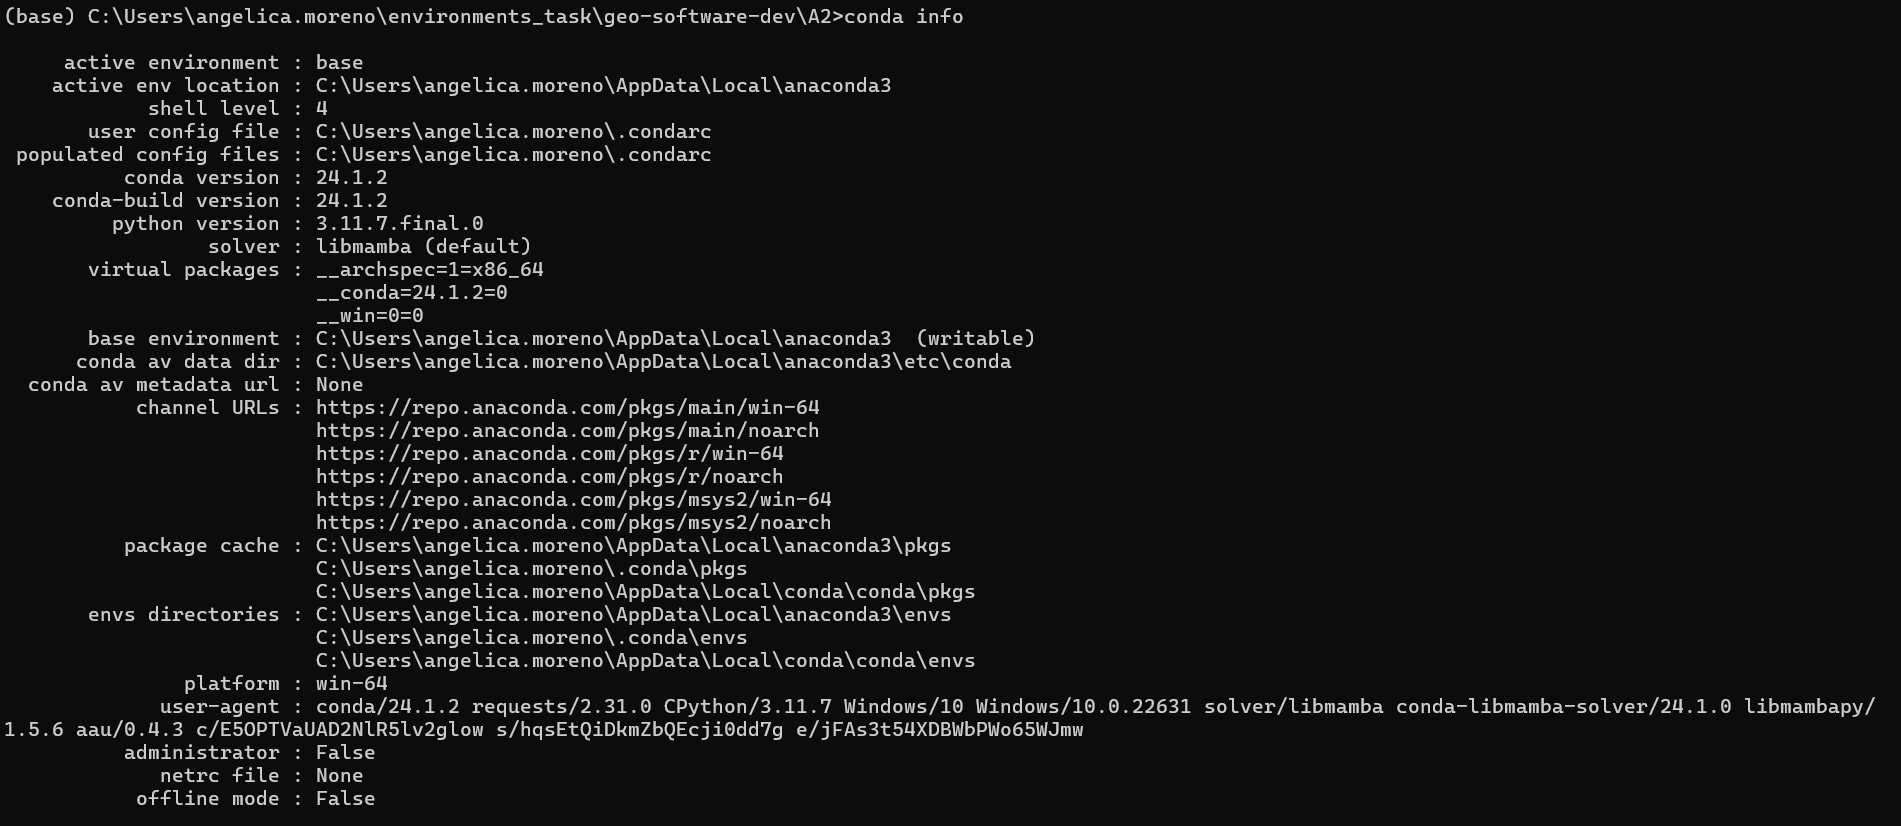 (base) C:\Users\angelica.moreno\environments_task\geo-software-dev\A2>conda info
active environment : base
active env location : C:\Users\angelica.moreno\AppData\Local\anaconda3
shell level : 4
user config file : C:\Users\angelica.moreno\.condarc
populated config files : C:\Users\angelica.moreno\.condarc
conda version : 24.1.2
conda-build version : 24.1.2
python version : 3.11.7.final.0
solver : libmamba (default)
virtual packages : __archspec=1=x86_64
__conda=24.1.2=0
__win=0=0
base environment : C:\Users\angelica.moreno\AppData\Local\anaconda3  (writable)
conda av data dir : C:\Users\angelica.moreno\AppData\Local\anaconda3\etc\conda
conda av metadata url : None
channel URLs : https://repo.anaconda.com/pkgs/main/win-64
https://repo.anaconda.com/pkgs/main/noarch
https://repo.anaconda.com/pkgs/r/win-64
https://repo.anaconda.com/pkgs/r/noarch
https://repo.anaconda.com/pkgs/msys2/win-64
https://repo.anaconda.com/pkgs/msys2/noarch
package cache : C:\Users\angelica.moreno\AppData\Local\anaconda3\pkgs
C:\Users\angelica.moreno\.conda\pkgs
C:\Users\angelica.moreno\AppData\Local\conda\conda\pkgs
envs directories : C:\Users\angelica.moreno\AppData\Local\anaconda3\envs
C:\Users\angelica.moreno\.conda\envs
C:\Users\angelica.moreno\AppData\Local\conda\conda\envs
platform : win-64
user-agent : conda/24.1.2 requests/2.31.0 CPython/3.11.7 Windows/10 Windows/10.0.22631 solver/libmamba conda-libmamba-solver/24.1.0 libmambapy/
1.5.6 aau/0.4.3 c/E5OPTVaUAD2NlR5lv2glow s/hqsEtQiDkmZbQEcji0dd7g e/jFAs3t54XDBWbPWo65WJmw
administrator : False
netrc file : None
offline mode : False